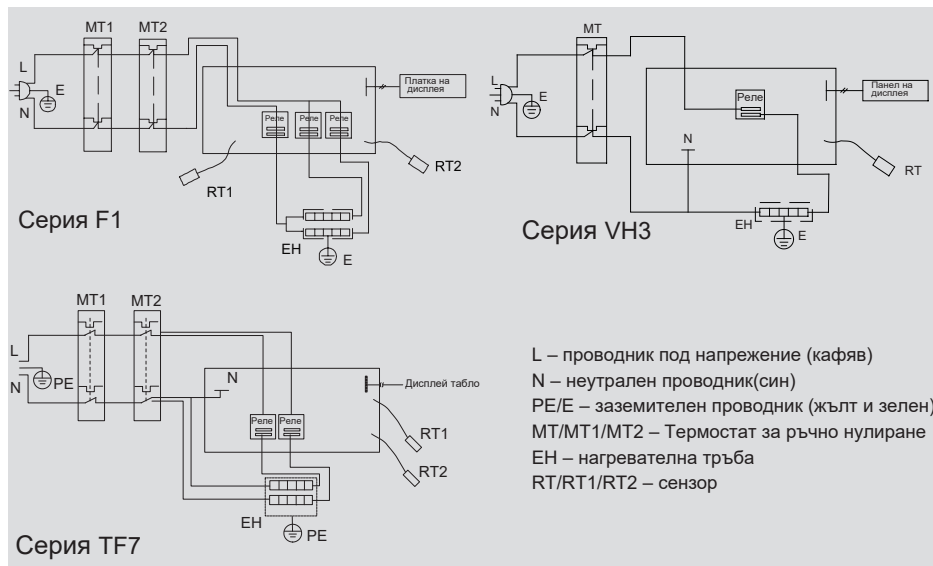 MT1
MT2
L
E
N
Платка на
дисплея
Реле
Реле
Реле
RT1
RT2
EH
E
Серия F1
MT
L
E
N
Панел на
дисплея
Реле
N
RT
EH
E
Серия VH3
MT1
MT2
L
PE
N
N
Дисплей табло
Реле
Реле
RT1
RT2
EH
PE
Серия TF7
L – проводник под напрежение (кафяв)
N – неутрален проводник(син)
PE/E – заземителен проводник (жълт и зелен)
MT/MT1/MT2 – Термостат за ръчно нулиране
EH – нагревателна тръба
RT/RT1/RT2 – сензор